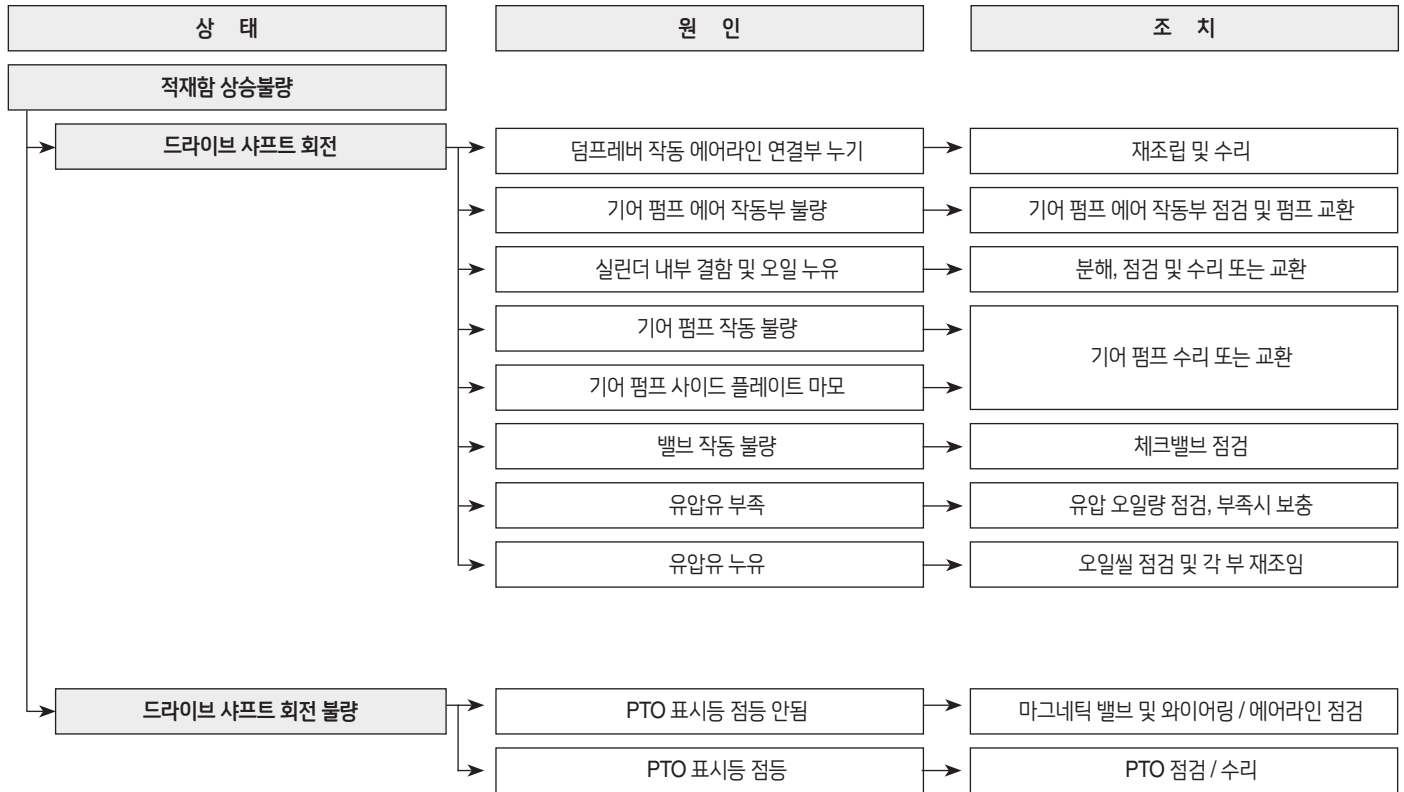 상 태
원 인
조 치
적재함 상승불량
드라이브 샤프트 회전
덤프레버 작동 에어라인 연결부 누기
재조립 및 수리
기어 펌프 에어 작동부 불량
기어 펌프 에어 작동부 점검 및 펌프 교환
실린더 내부 결함 및 오일 누유
분해, 점검 및 수리 또는 교환
기어 펌프 작동 불량
기어 펌프 수리 또는 교환
기어 펌프 사이드 플레이트 마모
밸브 작동 불량
체크밸브 점검
유압유 부족
유압 오일량 점검, 부족시 보충
유압유 누유
오일씰 점검 및 각 부 재조임
드라이브 샤프트 회전 불량
PTO 표시등 점등 안됨
마그네틱 밸브 및 와이어링 / 에어라인 점검
PTO 표시등 점등
PTO 점검 / 수리